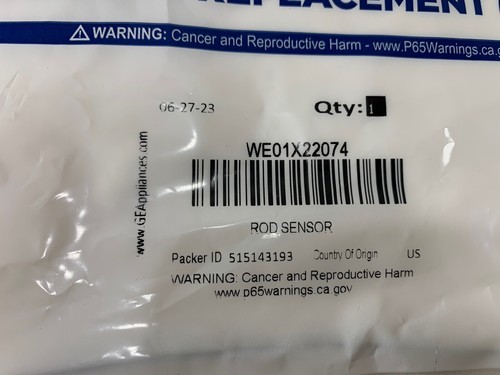 REPLACEMENT
⚠ WARNING: Cancer and Reproductive Harm - www.P65Warnings.ca.gov
06-27-23 Qty: 1
www.GEAppliances.com
WE01X22074
ROD SENSOR
Packer ID 515143193 Country Of Origin US
WARNING: Cancer and Reproductive Harm
www.p65warnings.ca.gov